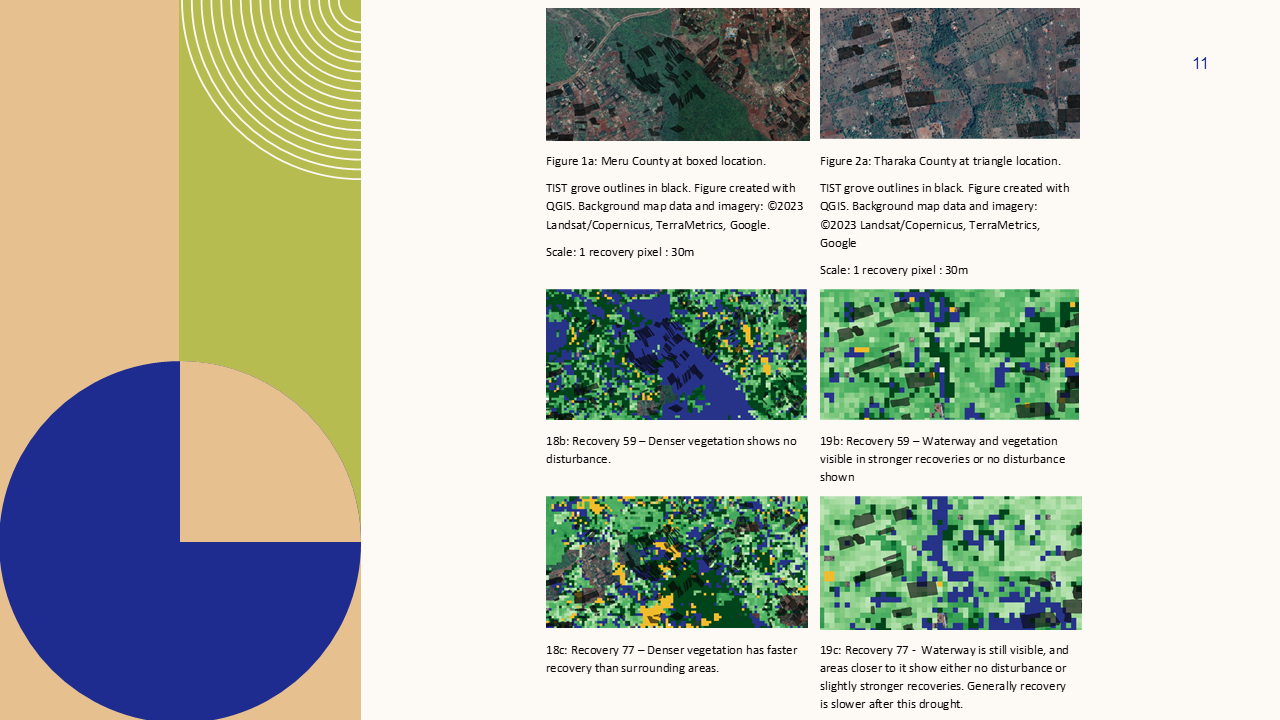 11
Figure 1a: Meru County at boxed location.
TIST grove outlines in black. Figure created with
QGIS. Background map data and imagery: ©2023
Landsat/Copernicus, TerraMetrics, Google.
Scale: 1 recovery pixel : 30m
Figure 2a: Tharaka County at triangle location.
TIST grove outlines in black. Figure created with
QGIS. Background map data and imagery:
©2023 Landsat/Copernicus, TerraMetrics,
Google
Scale: 1 recovery pixel : 30m
18b: Recovery 59 – Denser vegetation shows no
disturbance.
19b: Recovery 59 – Waterway and vegetation
visible in stronger recoveries or no disturbance
shown
18c: Recovery 77 – Denser vegetation has faster
recovery than surrounding areas.
19c: Recovery 77 - Waterway is still visible, and
areas closer to it show either no disturbance or
slightly stronger recoveries. Generally recovery
is slower after this drought.